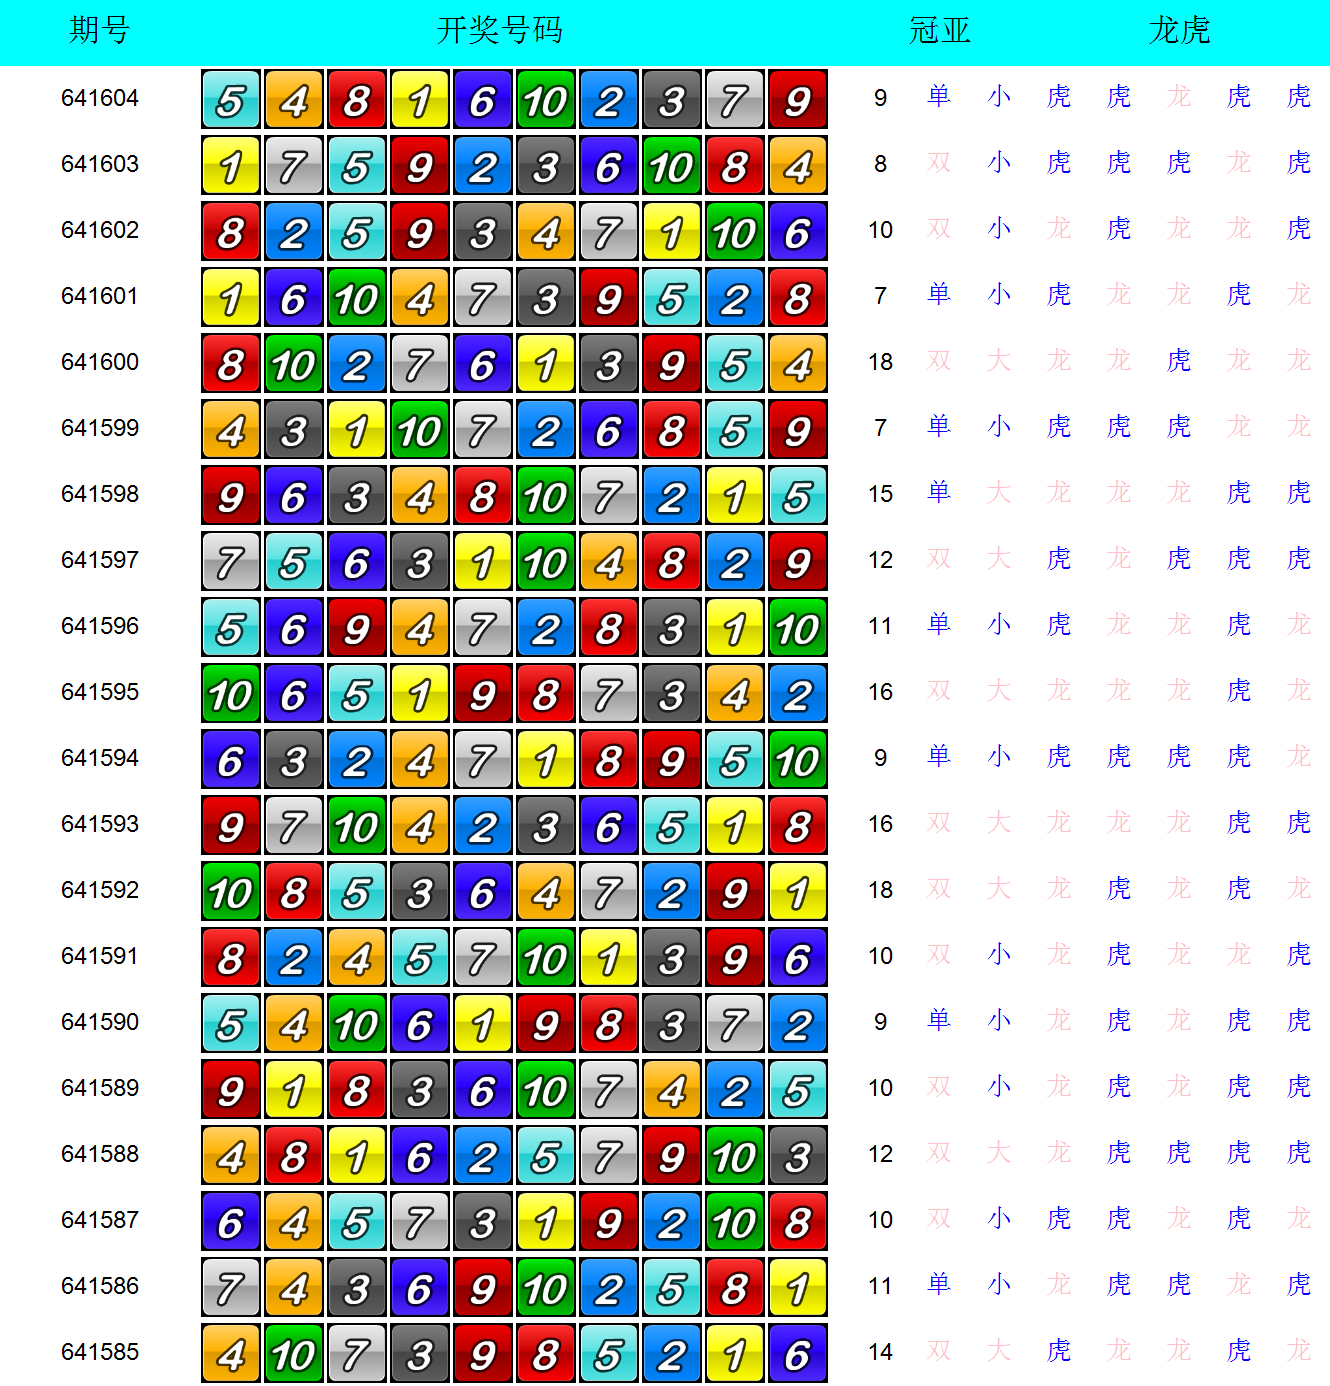 期号 开奖号码 冠亚 龙虎
641604 5 4 8 1 6 10 2 3 7 9 9 单 小 虎 虎 龙 虎 虎
641603 1 7 5 9 2 3 6 10 8 4 8 双 小 虎 虎 虎 龙 虎
641602 8 2 5 9 3 4 7 1 10 6 10 双 小 龙 虎 龙 龙 虎
641601 1 6 10 4 7 3 9 5 2 8 7 单 小 虎 龙 龙 虎 龙
641600 8 10 2 7 6 1 3 9 5 4 18 双 大 龙 龙 虎 龙 龙
641599 4 3 1 10 7 2 6 8 5 9 7 单 小 虎 虎 虎 龙 龙
641598 9 6 3 4 8 10 7 2 1 5 15 单 大 龙 龙 龙 虎 虎
641597 7 5 6 3 1 10 4 8 2 9 12 双 大 虎 龙 虎 虎 虎
641596 5 6 9 4 7 2 8 3 1 10 11 单 小 虎 龙 龙 虎 龙
641595 10 6 5 1 9 8 7 3 4 2 16 双 大 龙 龙 龙 虎 龙
641594 6 3 2 4 7 1 8 9 5 10 9 单 小 虎 虎 虎 虎 龙
641593 9 7 10 4 2 3 6 5 1 8 16 双 大 龙 龙 龙 虎 虎
641592 10 8 5 3 6 4 7 2 9 1 18 双 大 龙 虎 龙 虎 龙
641591 8 2 4 5 7 10 1 3 9 6 10 双 小 龙 虎 龙 龙 虎
641590 5 4 10 6 1 9 8 3 7 2 9 单 小 龙 虎 龙 虎 虎
641589 9 1 8 3 6 10 7 4 2 5 10 双 小 龙 虎 龙 虎 虎
641588 4 8 1 6 2 5 7 9 10 3 12 双 大 龙 虎 虎 虎 虎
641587 6 4 5 7 3 1 9 2 10 8 10 双 小 虎 虎 龙 虎 龙
641586 7 4 3 6 9 10 2 5 8 1 11 单 小 龙 虎 虎 龙 虎
641585 4 10 7 3 9 8 5 2 1 6 14 双 大 虎 龙 龙 虎 龙